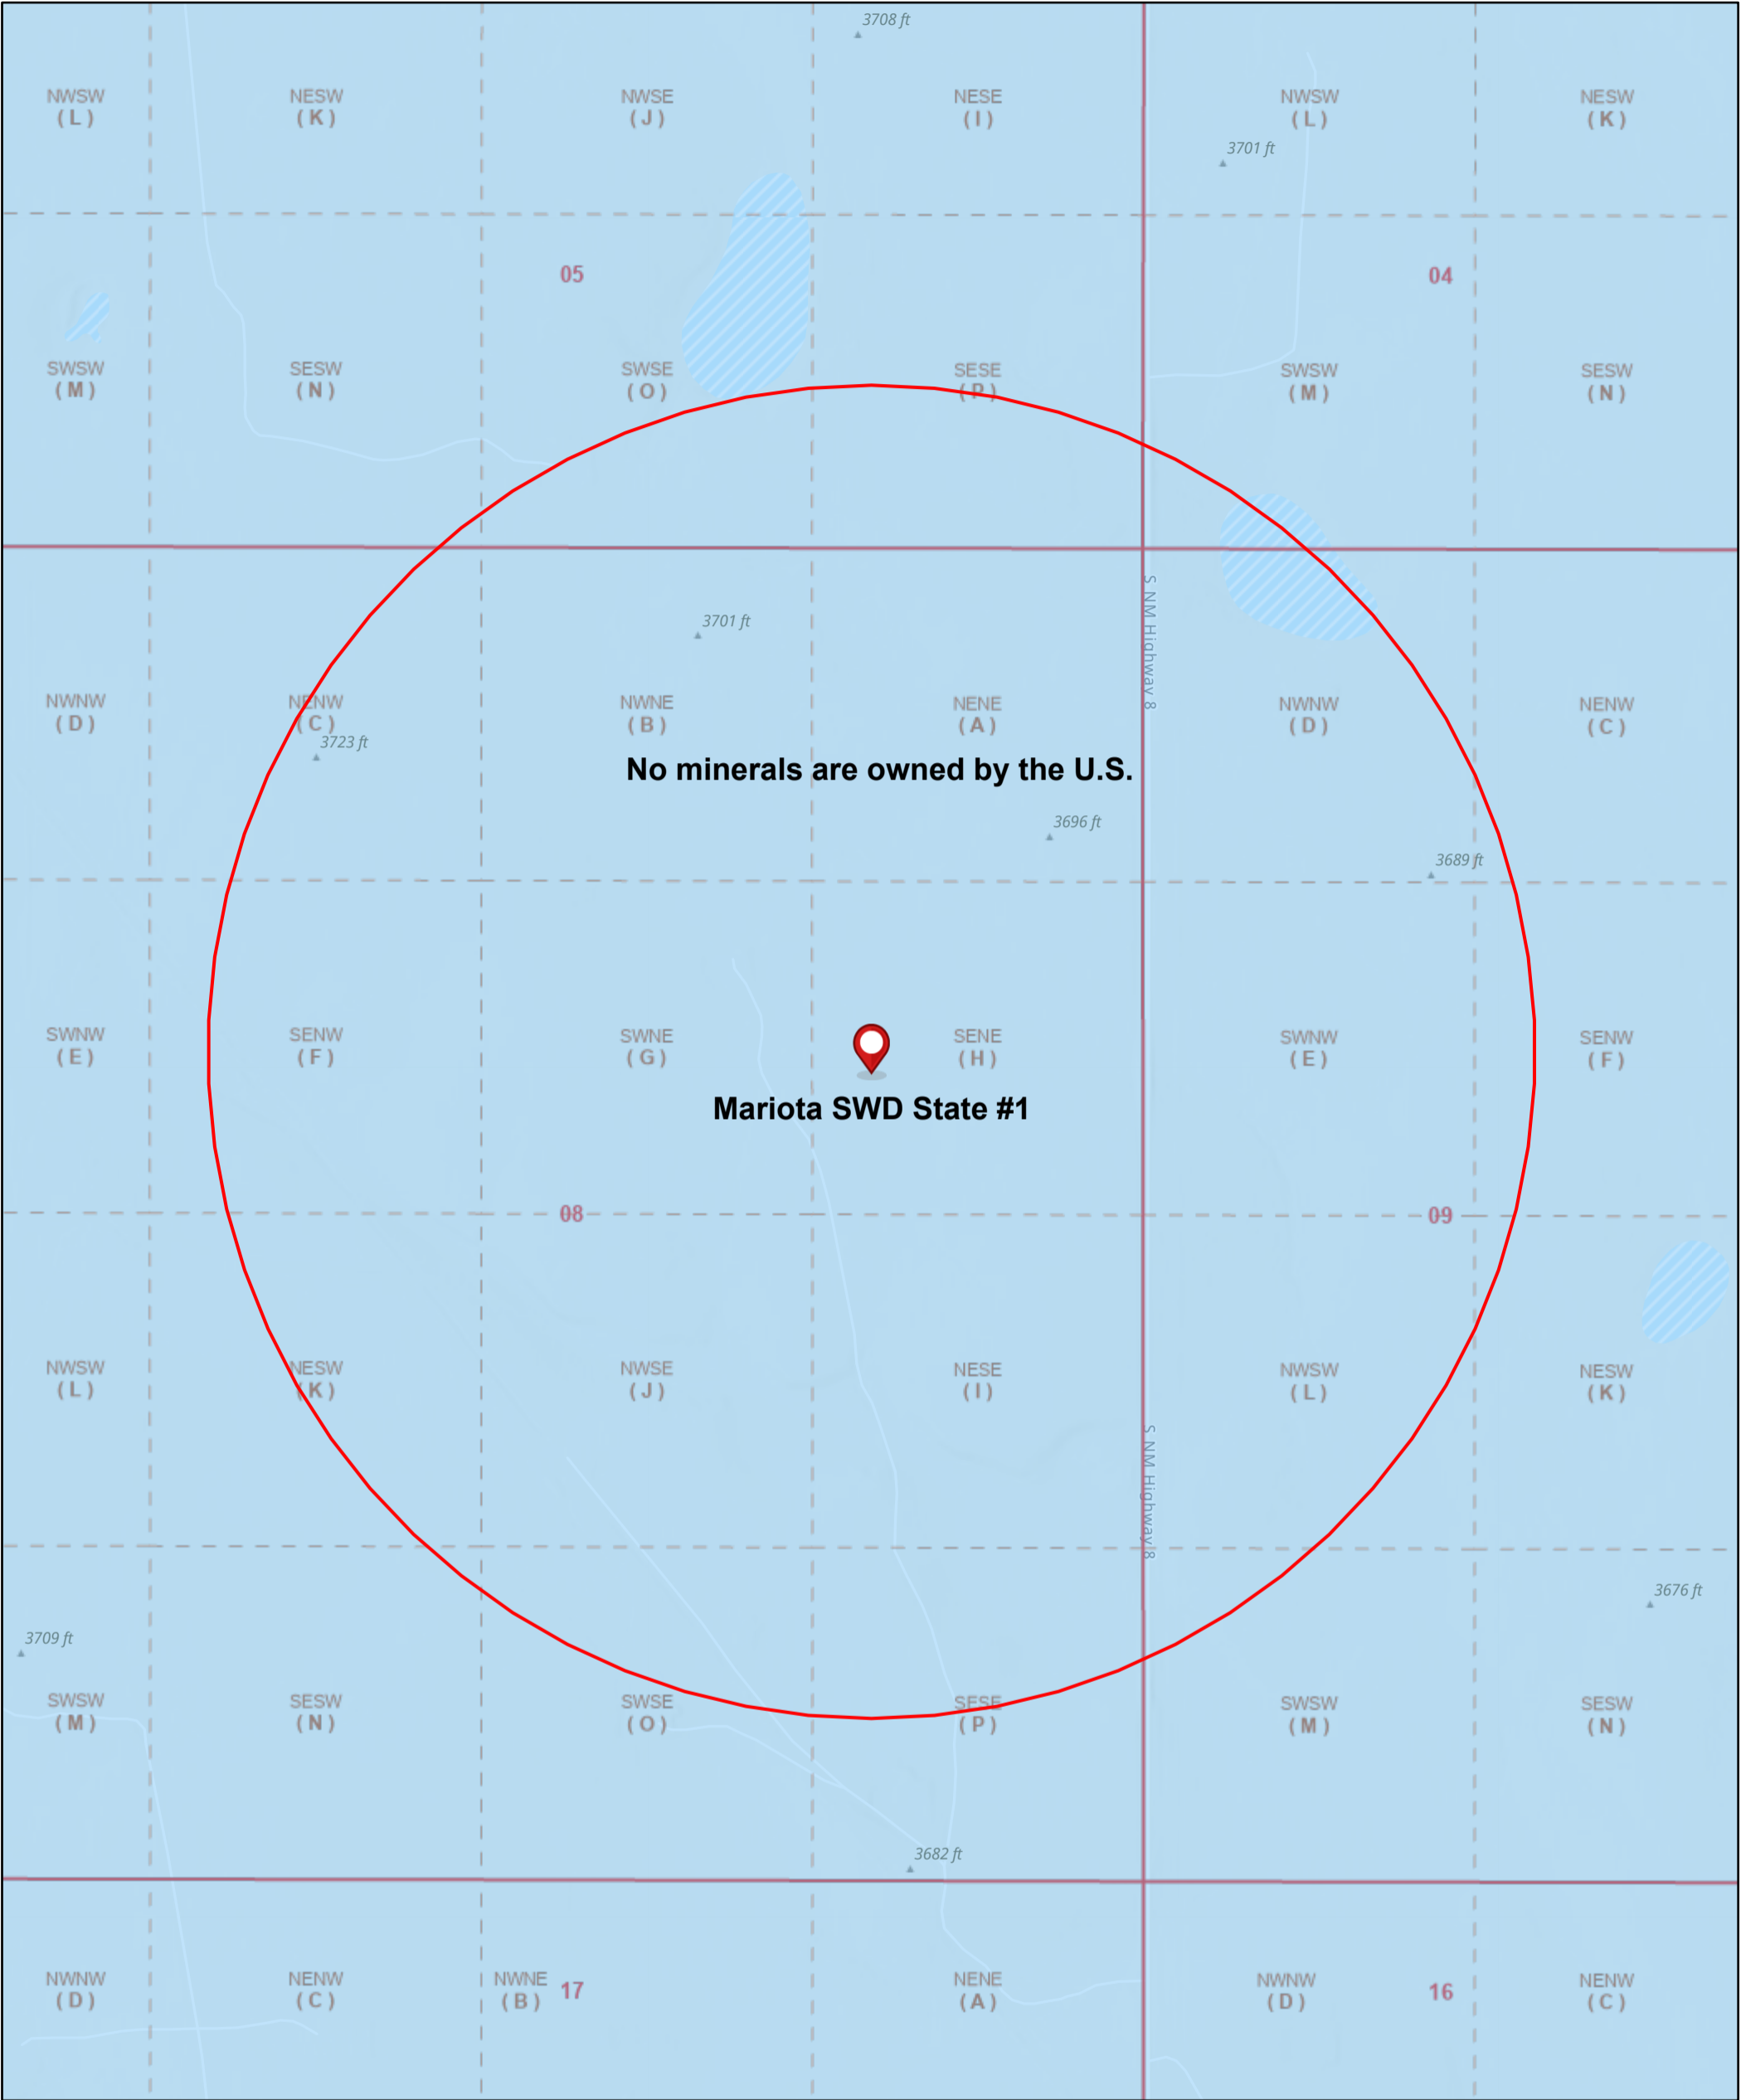 3708 ft
NWSW
(L)
NESW
(K)
NWSE
(J)
NESE
(I)
NWSW
(L)
NESW
(K)
3701 ft
05
04
SWSW
(M)
SESW
(N)
SWSE
(O)
SESE
(P)
SWSW
(M)
SESW
(N)
S NM Highway 8
3701 ft
NWNW
(D)
NENW
(C)
NWNE
(B)
NENE
(A)
NWNW
(D)
NENW
(C)
3723 ft
No minerals are owned by the U.S.
3696 ft
3689 ft
SWNW
(E)
SENW
(F)
SWNE
(G)
SENE
(H)
SWNW
(E)
SENW
(F)
Mariota SWD State #1
08
09
NWSW
(L)
NESW
(K)
NWSE
(J)
NESE
(I)
NWSW
(L)
NESW
(K)
S NM Highway 8
3676 ft
3709 ft
SWSW
(M)
SESW
(N)
SWSE
(O)
SESE
(P)
SWSW
(M)
SESW
(N)
3682 ft
NWNW
(D)
NENW
(C)
NWNE
(B)
17
NENE
(A)
NWNW
(D)
16
NENW
(C)